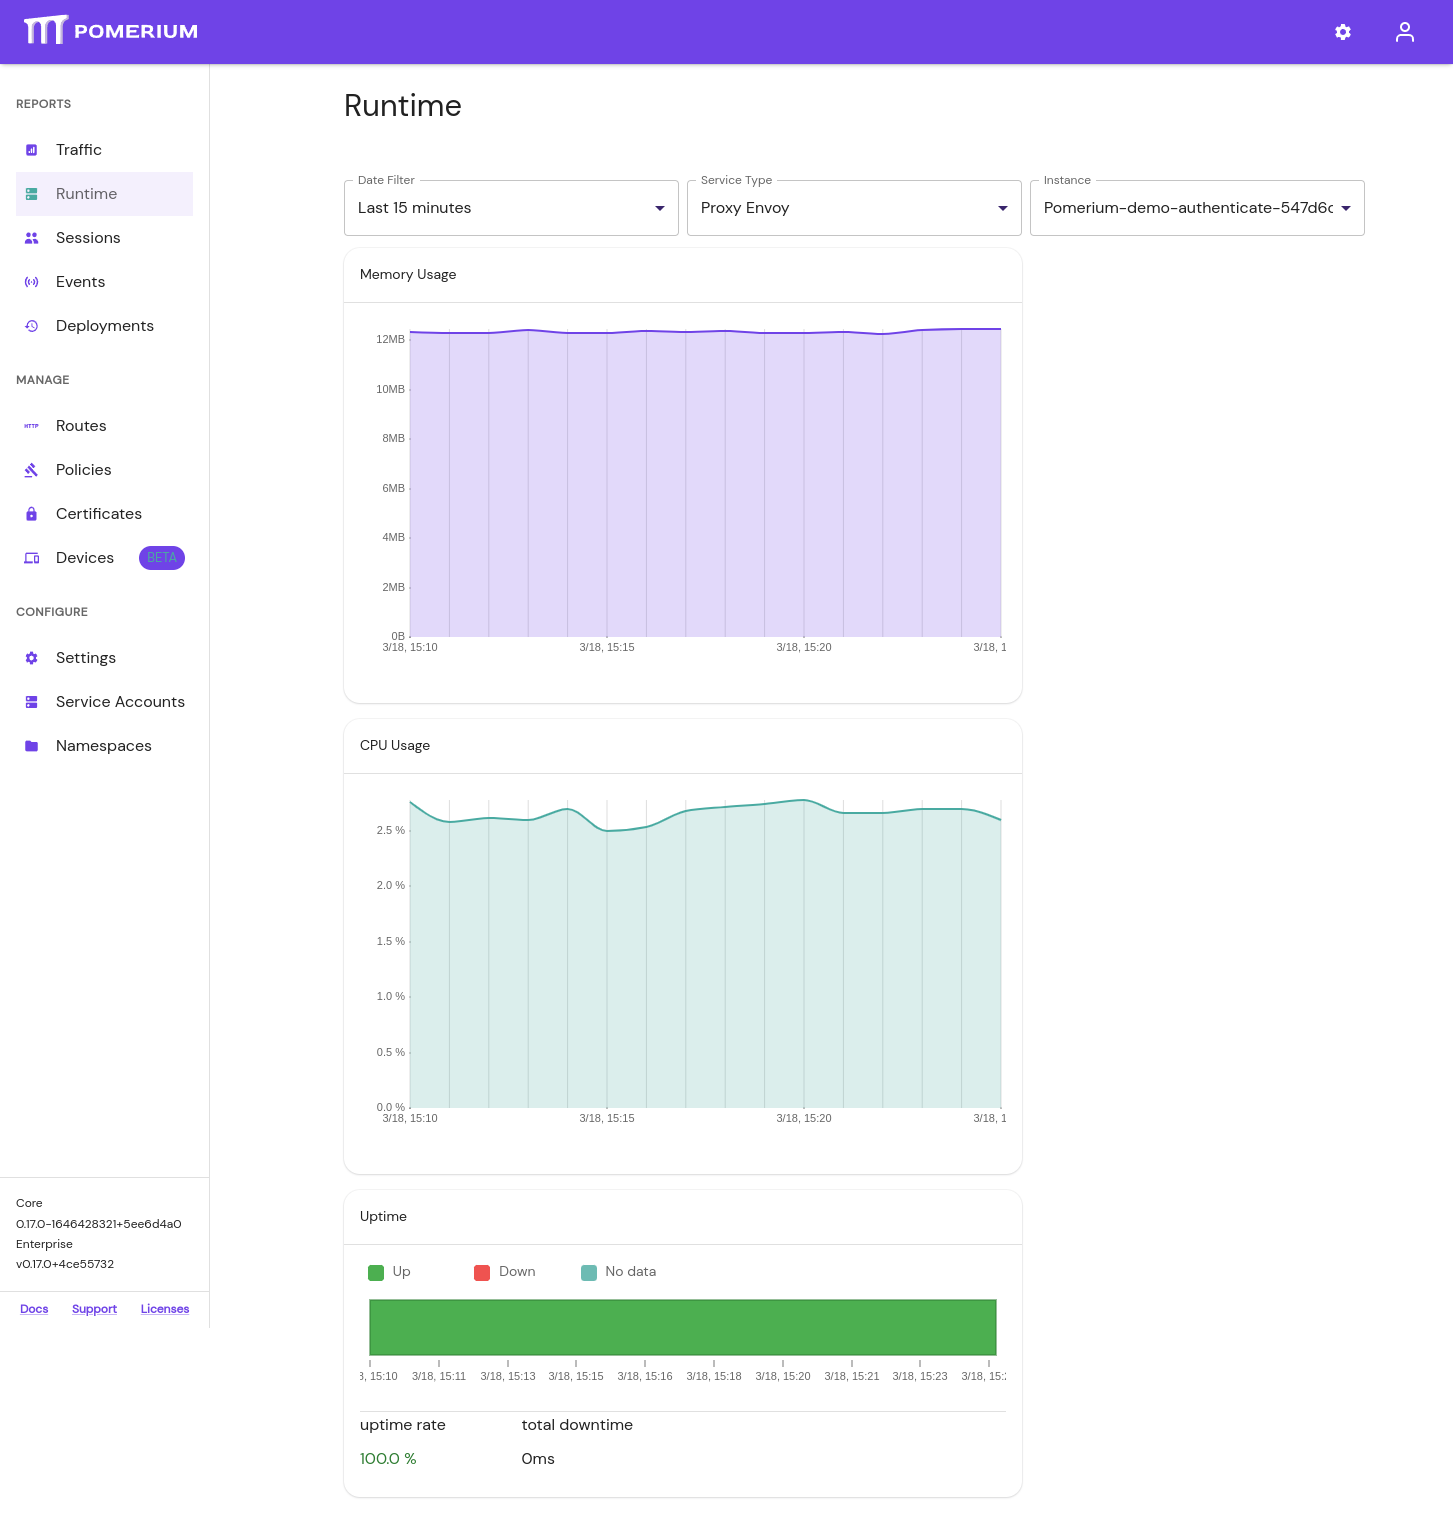 POMERIUM
REPORTS
Traffic
Runtime
Sessions
Events
Deployments
MANAGE
HTTP
Routes
Policies
Certificates
Devices BETA
CONFIGURE
Settings
Service Accounts
Namespaces
Core
0.17.0-1646428321+5ee6d4a0
Enterprise
v0.17.0+4ce55732
Docs Support Licenses
Runtime
Date Filter
Last 15 minutes
Service Type
Proxy Envoy
Instance
Pomerium-demo-authenticate-547d6c
Memory Usage
12MB
10MB
8MB
6MB
4MB
2MB
0B
3/18, 15:10 3/18, 15:15 3/18, 15:20 3/18, 1
CPU Usage
2.5 %
2.0 %
1.5 %
1.0 %
0.5 %
0.0 %
3/18, 15:10 3/18, 15:15 3/18, 15:20 3/18, 1
Uptime
Up Down No data
8, 15:10 3/18, 15:11 3/18, 15:13 3/18, 15:15 3/18, 15:16 3/18, 15:18 3/18, 15:20 3/18, 15:21 3/18, 15:23 3/18, 15:2
uptime rate total downtime
100.0 % 0ms